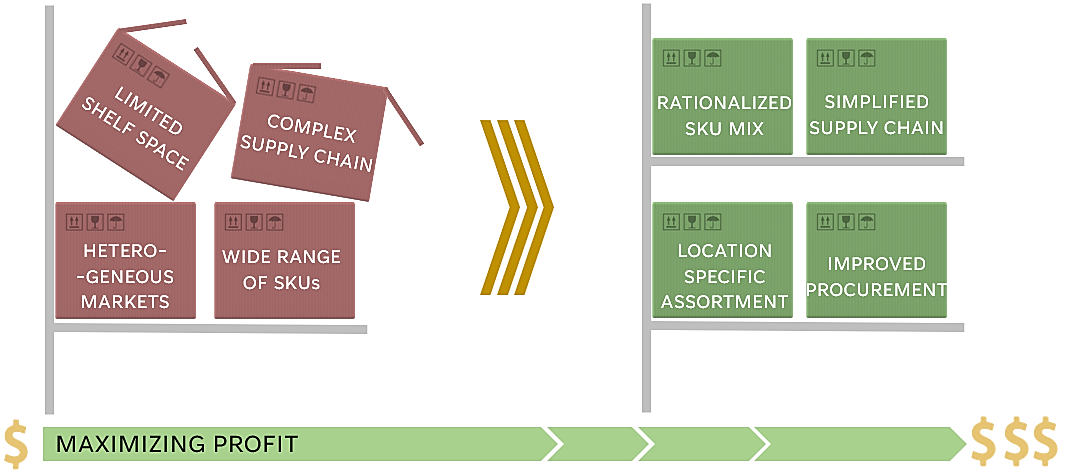 LIMITED
SHELF SPACE
COMPLEX
SUPPLY CHAIN
HETERO-
-GENEOUS
MARKETS
WIDE RANGE
OF SKUs
RATIONALIZED
SKU MIX
SIMPLIFIED
SUPPLY CHAIN
LOCATION
SPECIFIC
ASSORTMENT
IMPROVED
PROCUREMENT
$ MAXIMIZING PROFIT $$$